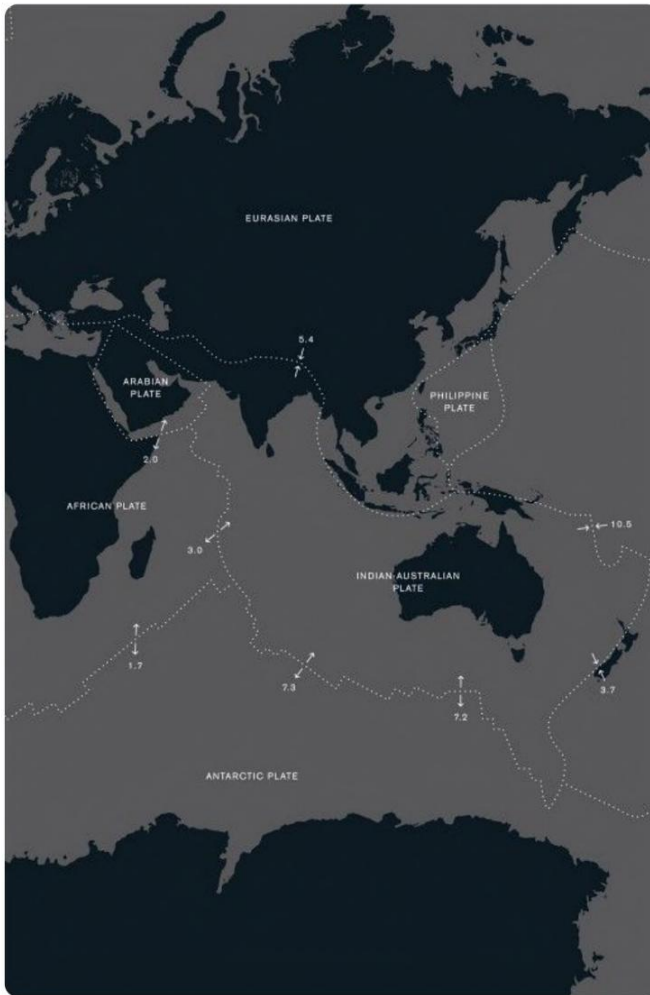 EURASIAN PLATE
5.4
ARABIAN
PLATE
PHILIPPINE
PLATE
2.0
AFRICAN PLATE
10.5
3.0
INDIAN-AUSTRALIAN
PLATE
1.7
7.3
3.7
7.2
ANTARCTIC PLATE